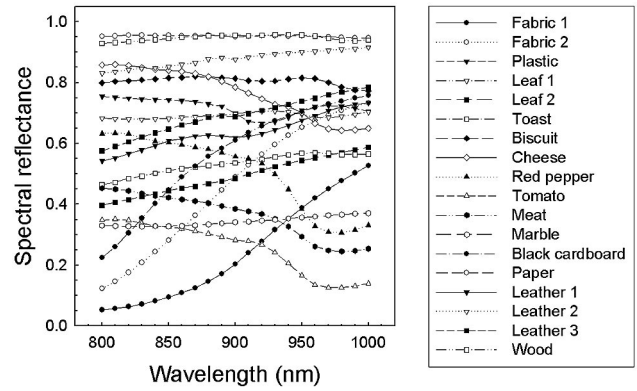 Spectral reflectance
1.0
0.8
0.6
0.4
0.2
0.0
800
850
900
950
1000
Wavelength (nm)
Fabric 1
Fabric 2
Plastic
Leaf 1
Leaf 2
Toast
Biscuit
Cheese
Red pepper
Tomato
Meat
Marble
Black cardboard
Paper
Leather 1
Leather 2
Leather 3
Wood